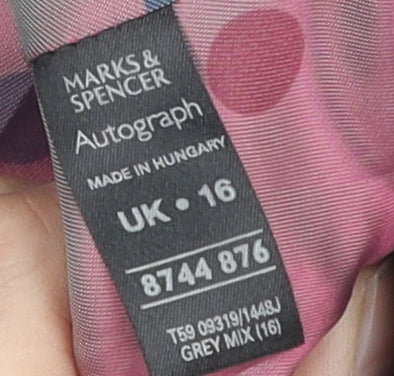 MARKS &
SPENCER
Autograph
MADE IN HUNGARY
UK • 16
8744 876
T59 09319/1448J
GREY MIX (16)